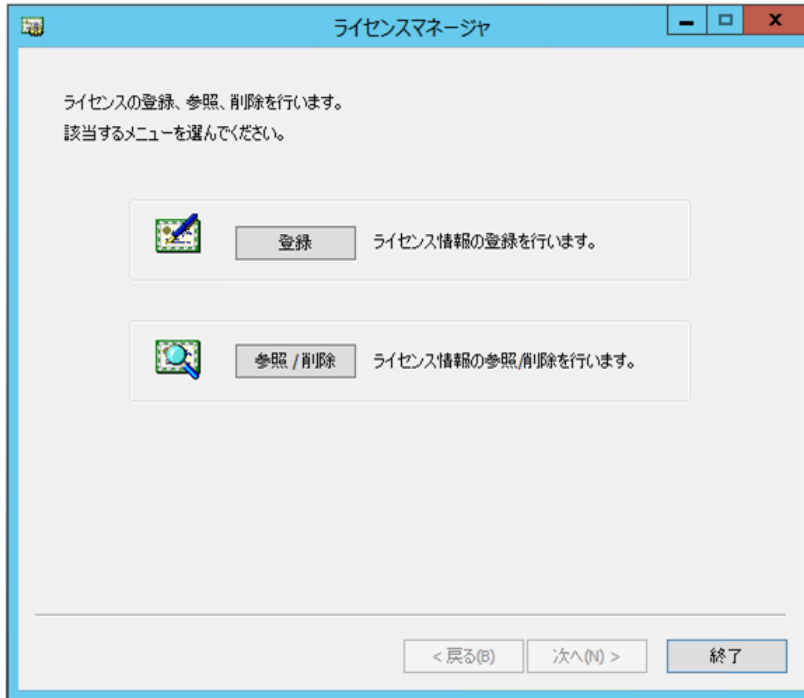 ライセンスマネージャ
ライセンスの登録、参照、削除を行います。
該当するメニューを選んでください。
登録 ライセンス情報の登録を行います。
参照 / 削除 ライセンス情報の参照/削除を行います。
< 戻る(B) 次へ(N) > 終了